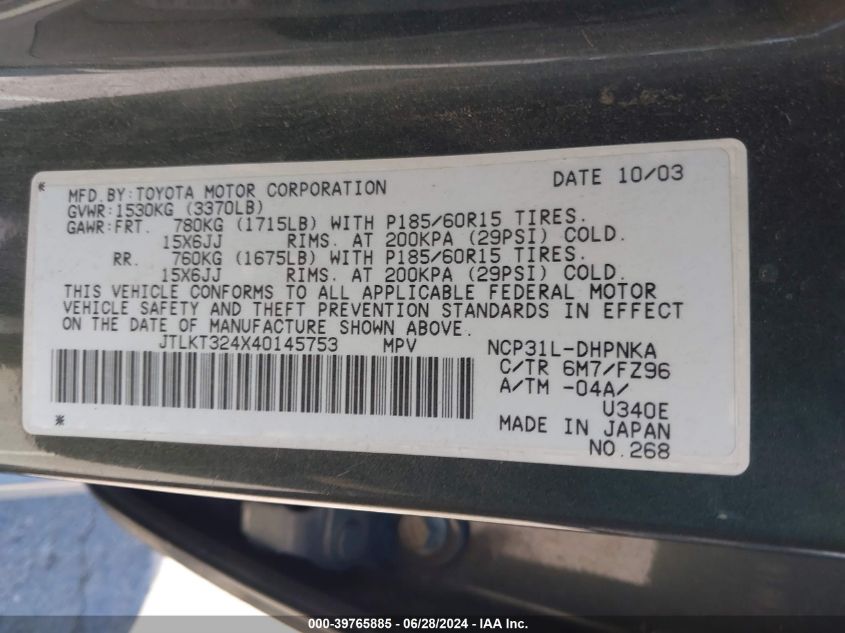 * MFD.BY:TOYOTA MOTOR CORPORATION DATE 10/03
GVWR:1530KG (3370LB)
GAWR:FRT. 780KG (1715LB) WITH P185/60R15 TIRES.
15X6JJ RIMS. AT 200KPA (29PSI) COLD.
RR. 760KG (1675LB) WITH P185/60R15 TIRES.
15X6JJ RIMS. AT 200KPA (29PSI) COLD.
THIS VEHICLE CONFORMS TO ALL APPLICABLE FEDERAL MOTOR
VEHICLE SAFETY AND THEFT PREVENTION STANDARDS IN EFFECT
ON THE DATE OF MANUFACTURE SHOWN ABOVE.
JTLKT324X40145753 MPV NCP31L-DHPNKA
C/TR 6M7/FZ96
A/TM -04A/
U340E
* MADE IN JAPAN
NO.268
000-39765885 - 06/28/2024 - IAA Inc.